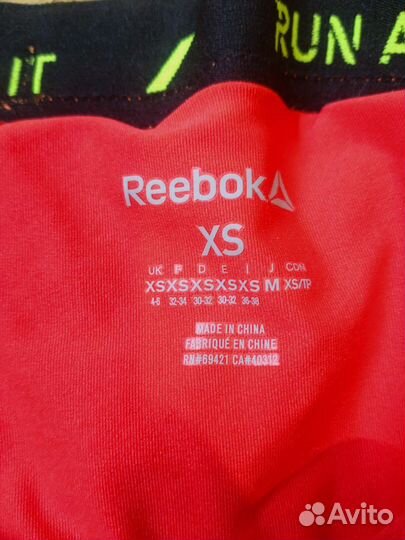 IT RUN A
Reebok
XS
UK F D E I J CDN
XS XS XS XS XS M XS/TP
4-6 32-34 30-32 30-32 36-38
MADE IN CHINA
FABRIQUÉ EN CHINE
RN#69421 CA#40312
Avito